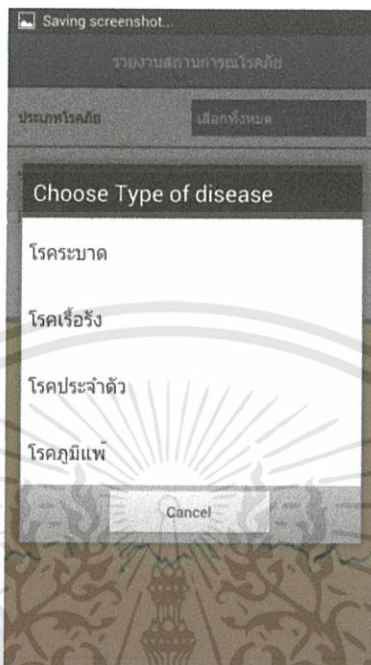 Saving screenshot...
รายงานสถานการณ์โรคภัย
ประเภทโรคภัย
เลือกทั้งหมด
Choose Type of disease
โรคระบาด
โรคเรื้อรัง
โรคประจำตัว
โรคภูมิแพ้
Cancel